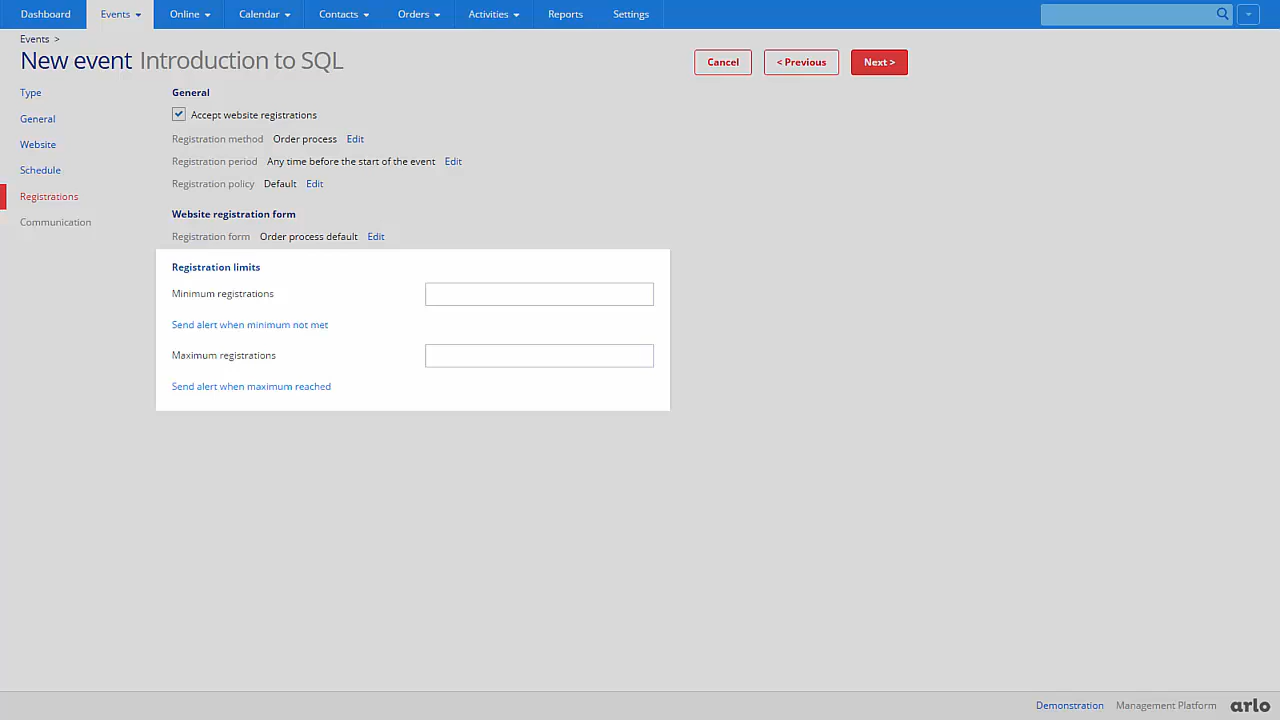 Dashboard Events Online Calendar Contacts Orders Activities Reports Settings
Events >
New event Introduction to SQL
Cancel < Previous Next >
Type
General
Website
Schedule
Registrations
Communication
General
Accept website registrations
Registration method Order process Edit
Registration period Any time before the start of the event Edit
Registration policy Default Edit
Website registration form
Registration form Order process default Edit
Registration limits
Minimum registrations
Send alert when minimum not met
Maximum registrations
Send alert when maximum reached
Demonstration Management Platform arlo